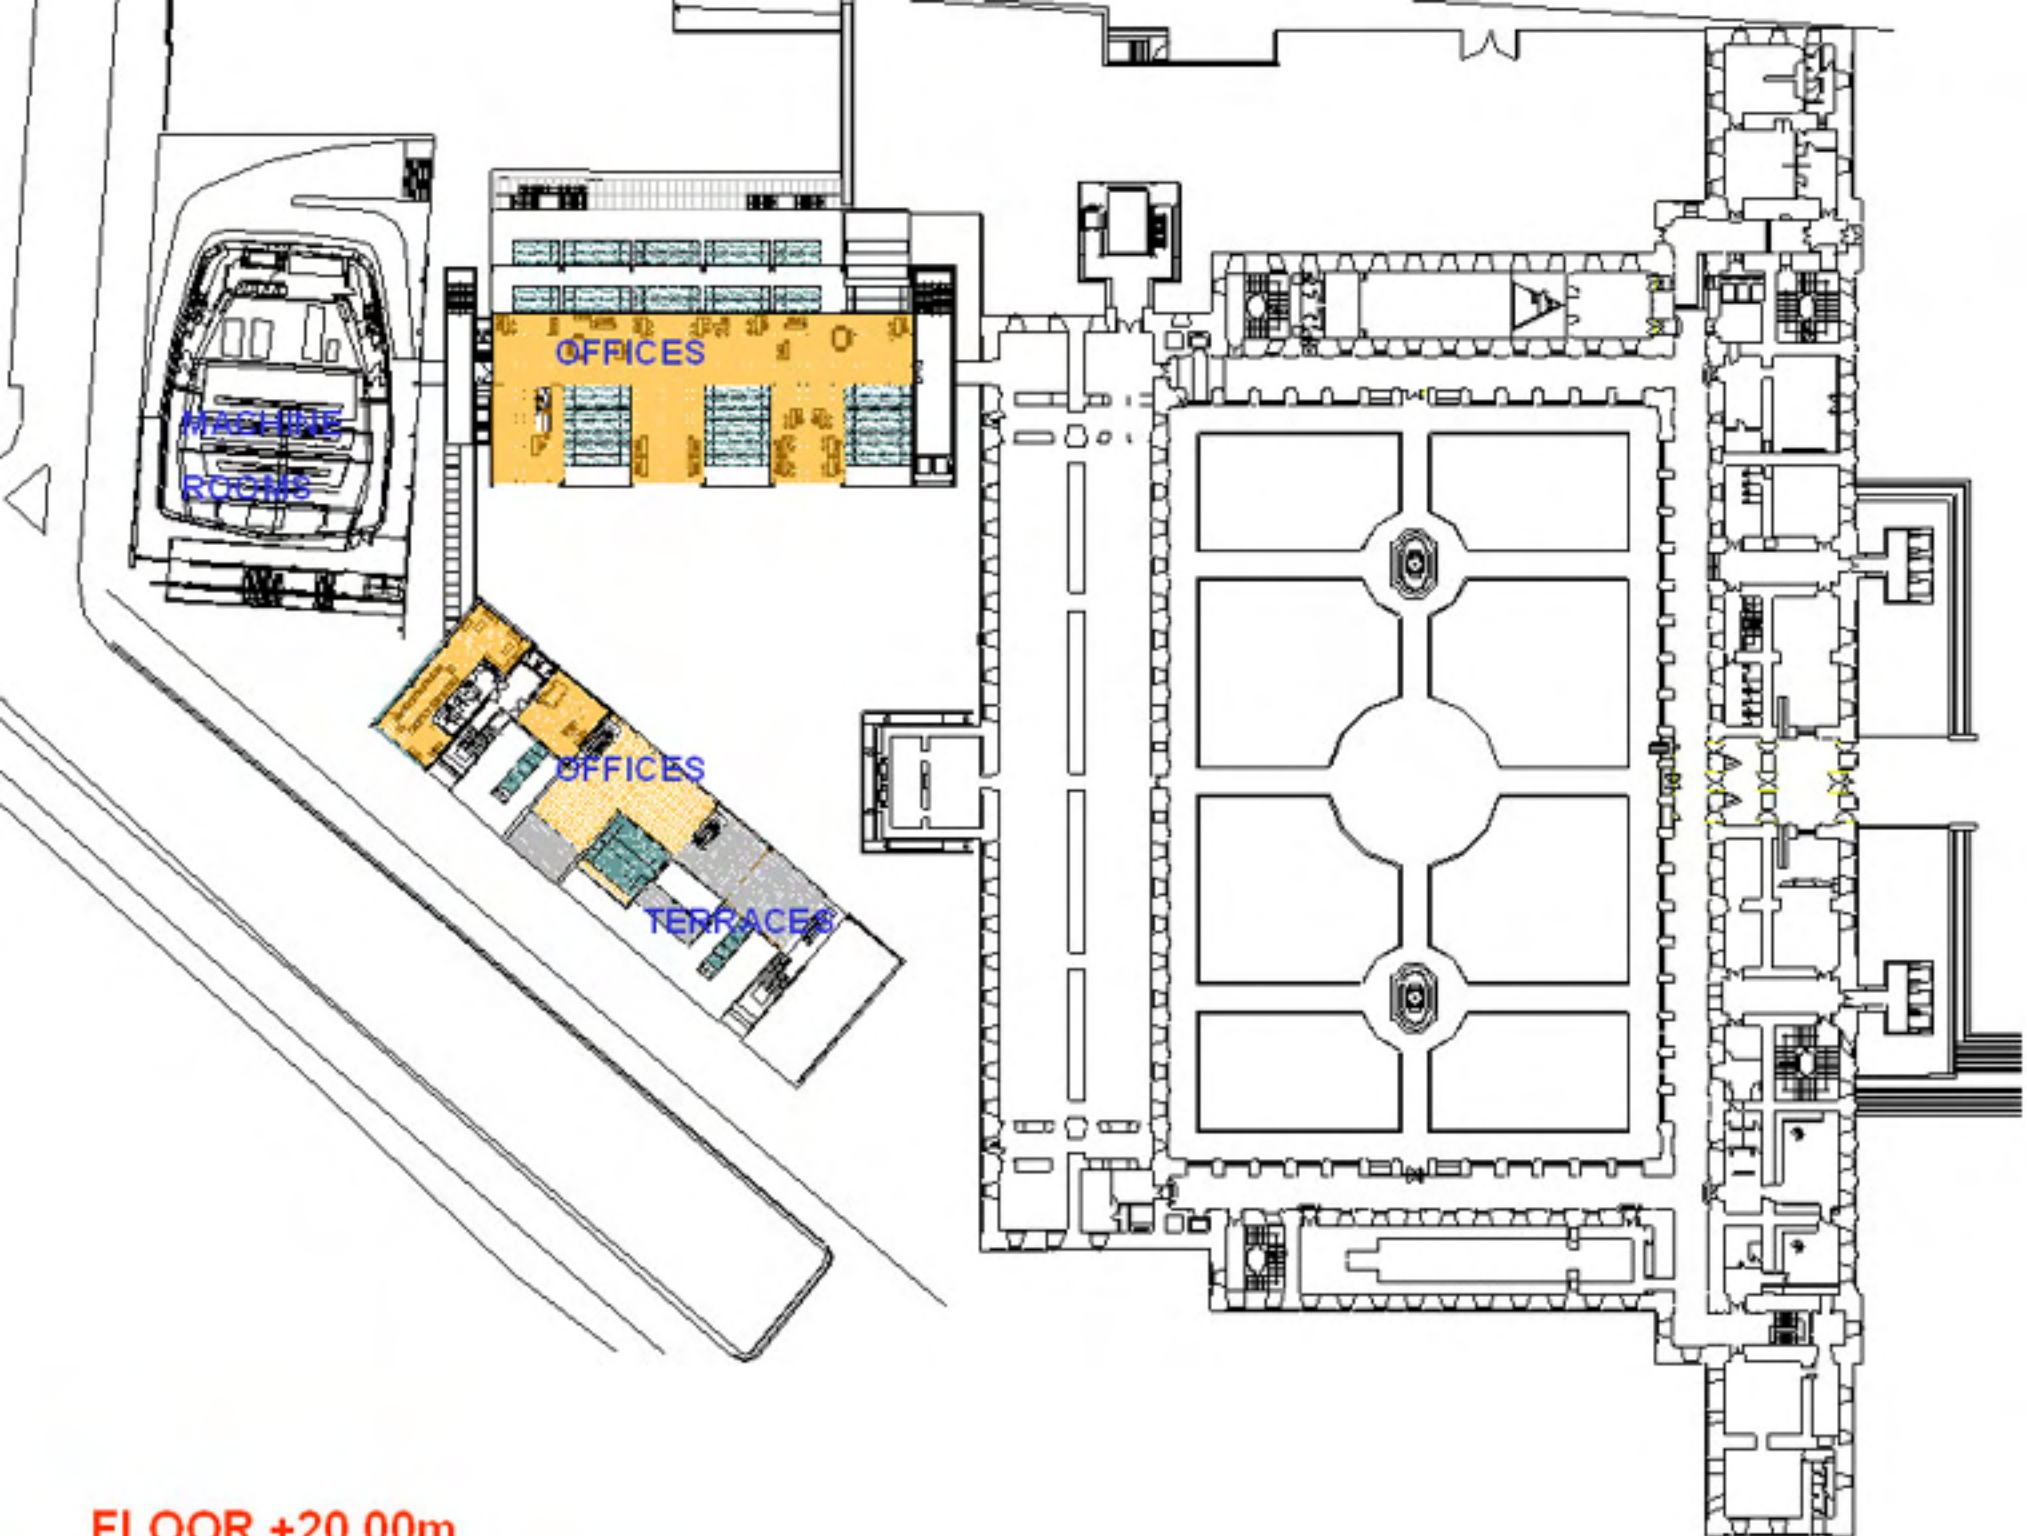 OFFICES
MACHINE
ROOMS
OFFICES
TERRACES
FLOOR +20.00m